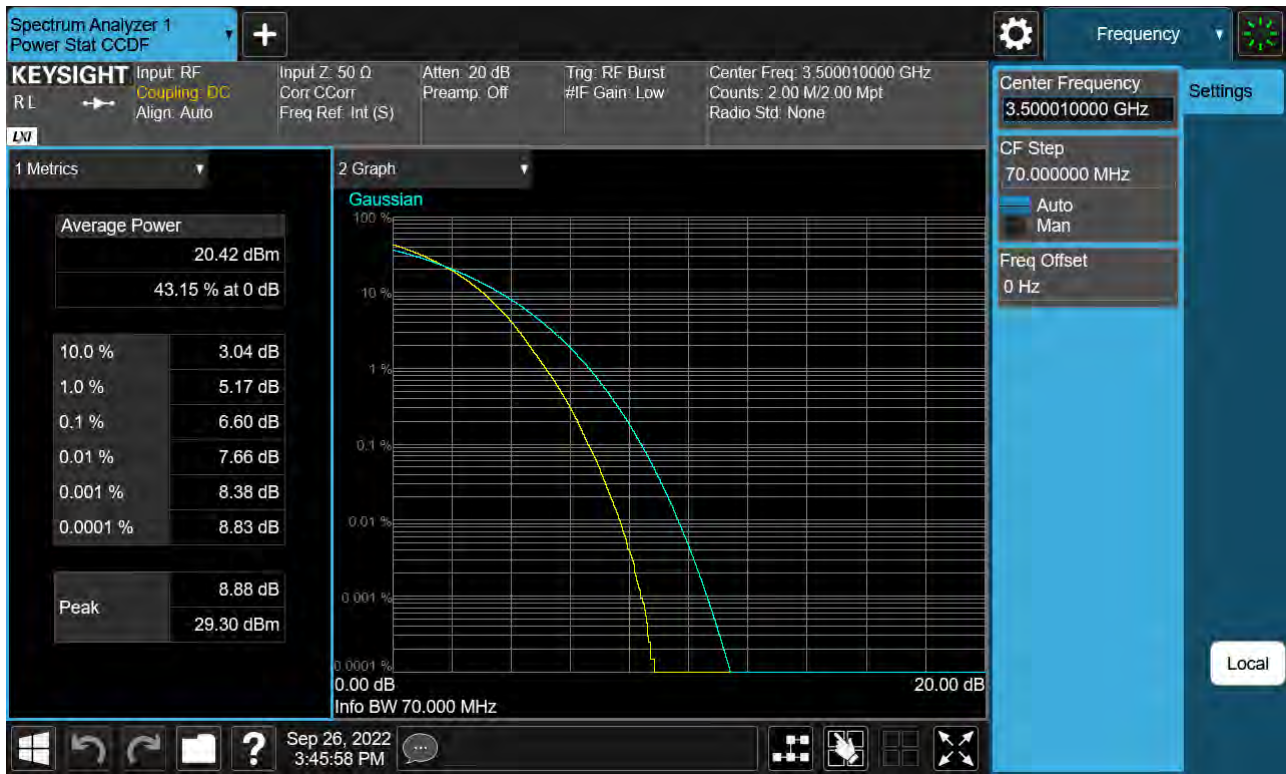 Spectrum Analyzer 1
Power Stat CCDF
Frequency
KEYSIGHT
R L
LXI
Input: RF
Coupling: DC
Align: Auto
Input Z: 50 Ω
Corr CCorr
Freq Ref: Int (S)
Atten: 20 dB
Preamp: Off
Trig: RF Burst
#IF Gain: Low
Center Freq: 3.500010000 GHz
Counts: 2.00 M/2.00 Mpt
Radio Std: None
Center Frequency
3.500010000 GHz
Settings
CF Step
70.000000 MHz
Auto
Man
Freq Offset
0 Hz
1 Metrics
Average Power
20.42 dBm
43.15 % at 0 dB
10.0 % 3.04 dB
1.0 % 5.17 dB
0.1 % 6.60 dB
0.01 % 7.66 dB
0.001 % 8.38 dB
0.0001 % 8.83 dB
Peak
8.88 dB
29.30 dBm
2 Graph
Gaussian
100 %
10 %
1 %
0.1 %
0.01 %
0.001 %
0.0001 %
0.00 dB 20.00 dB
Info BW 70.000 MHz
Local
?
Sep 26, 2022
3:45:58 PM